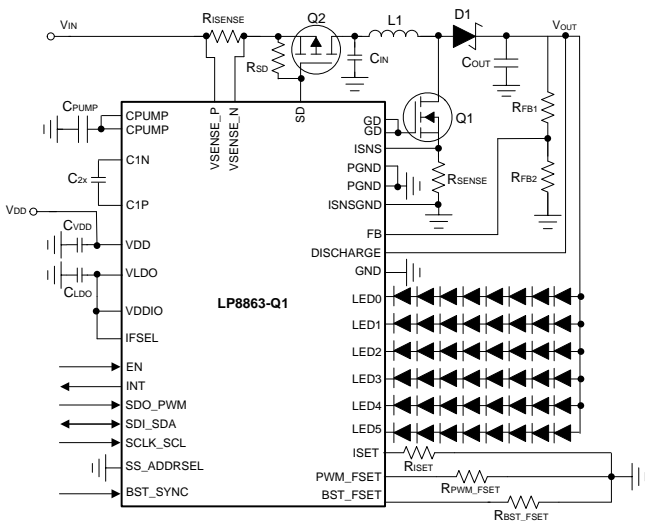 VIN
RISENSE
Q2
L1
D1
VOUT
RSD
CIN
COUT
CPUMP
CPUMP
CPUMP
VSENSE_P
VSENSE_N
SD
GD
GD
Q1
RFB1
C1N
ISNS
C2x
PGND
PGND
RSENSE
RFB2
C1P
ISNSGND
VDD
CVDD
VDD
FB
DISCHARGE
VLDO
GND
CLDO
LP8863-Q1
VDDIO
IFSEL
LED0
LED1
LED2
LED3
LED4
LED5
EN
INT
SDO_PWM
SDI_SDA
SCLK_SCL
SS_ADDRSEL
BST_SYNC
ISET
RISET
PWM_FSET
RPWM_FSET
BST_FSET
RBST_FSET